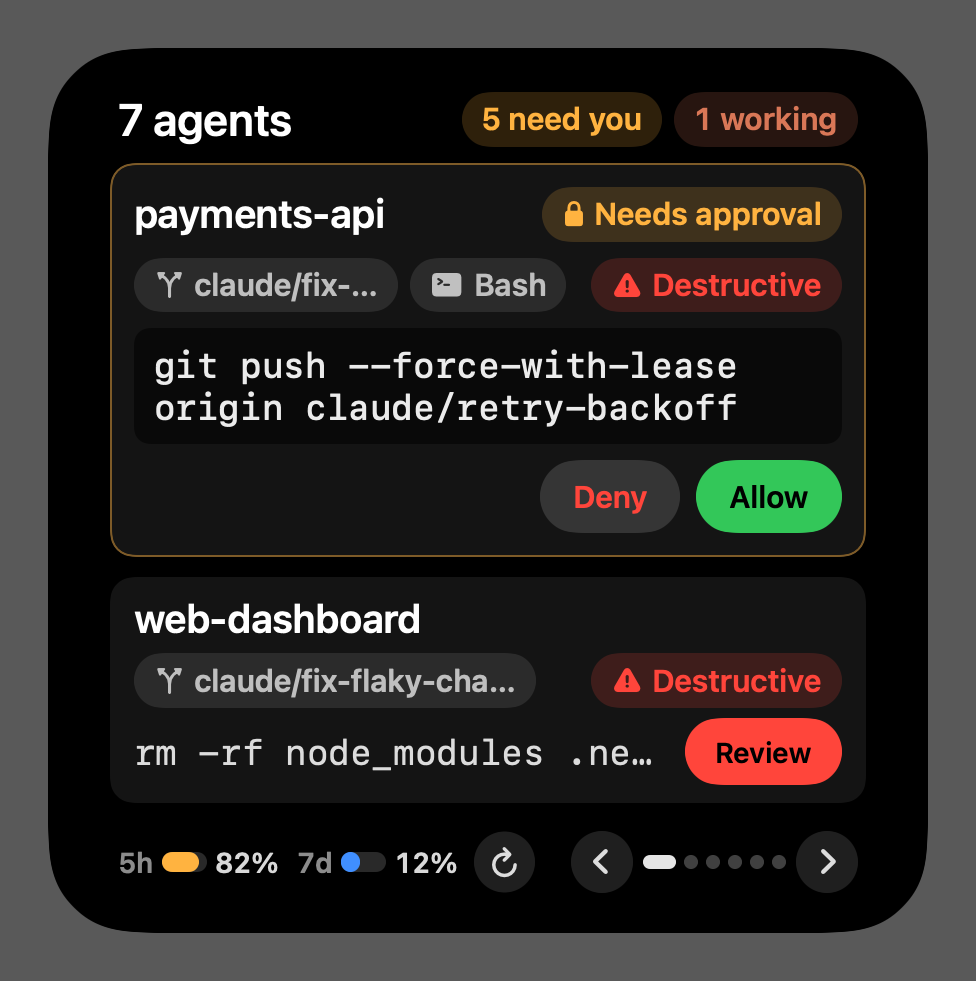 7 agents
5 need you
1 working
payments-api
Needs approval
claude/fix-...
Bash
Destructive
git push --force-with-lease
origin claude/retry-backoff
Deny
Allow
web-dashboard
claude/fix-flaky-cha...
Destructive
rm -rf node_modules .ne…
Review
5h 82% 7d 12%